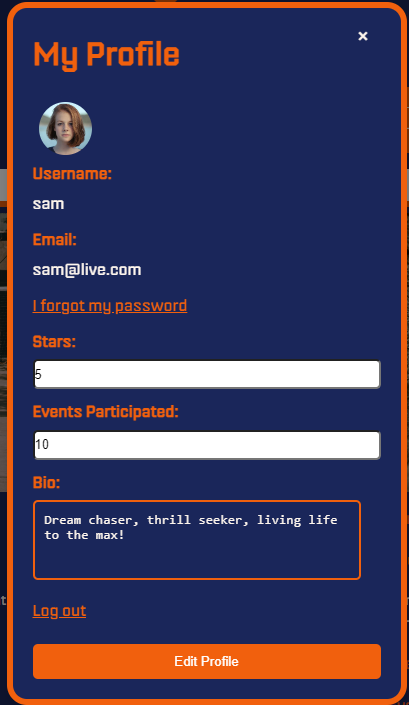 My Profile
×
Username:
sam
Email:
sam@live.com
I forgot my password
Stars:
5
Events Participated:
10
Bio:
Dream chaser, thrill seeker, living life
to the max!
Log out
Edit Profile